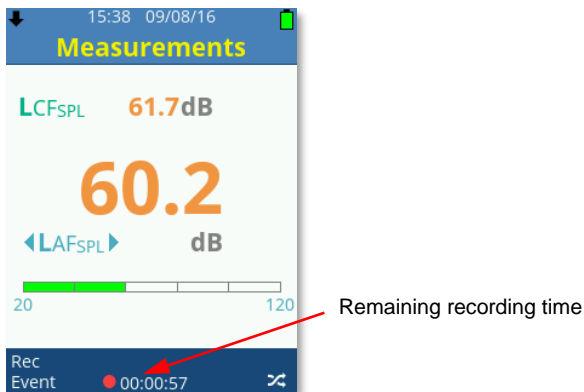 15:38 09/08/16
Measurements
LCFSPL 61.7dB
60.2
LAFSPL dB
20 120
Remaining recording time
Rec
Event 00:00:57